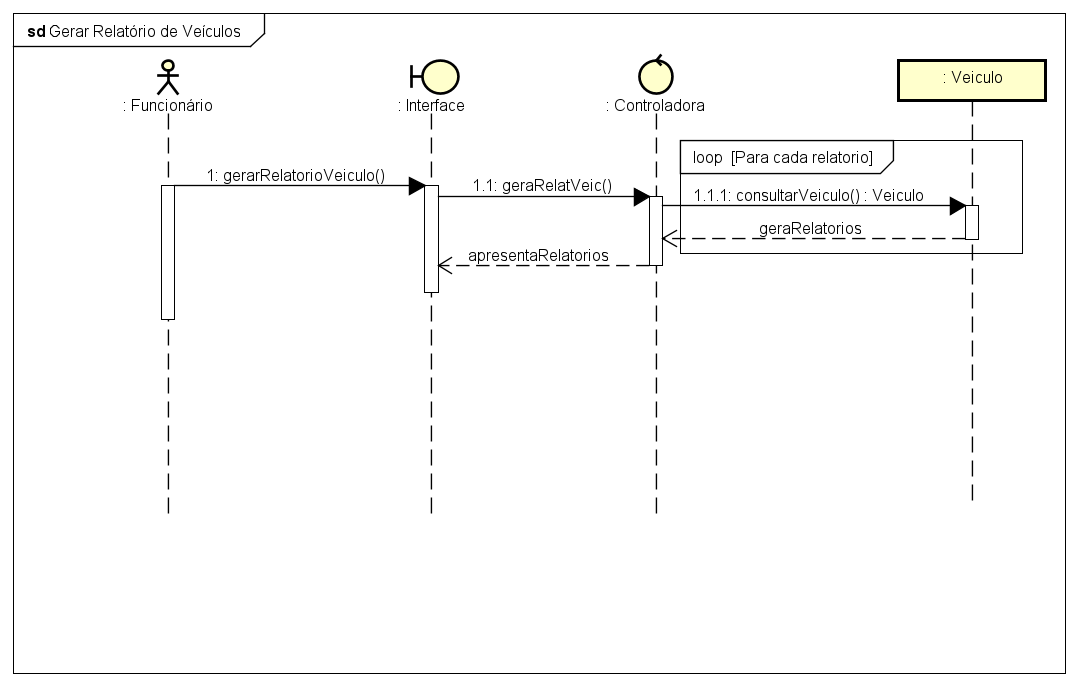 sd Gerar Relatório de Veículos
: Funcionário
: Interface
: Controladora
: Veiculo
loop [Para cada relatorio]
1: gerarRelatorioVeiculo()
1.1: geraRelatVeic()
1.1.1: consultarVeiculo() : Veiculo
geraRelatorios
apresentaRelatorios